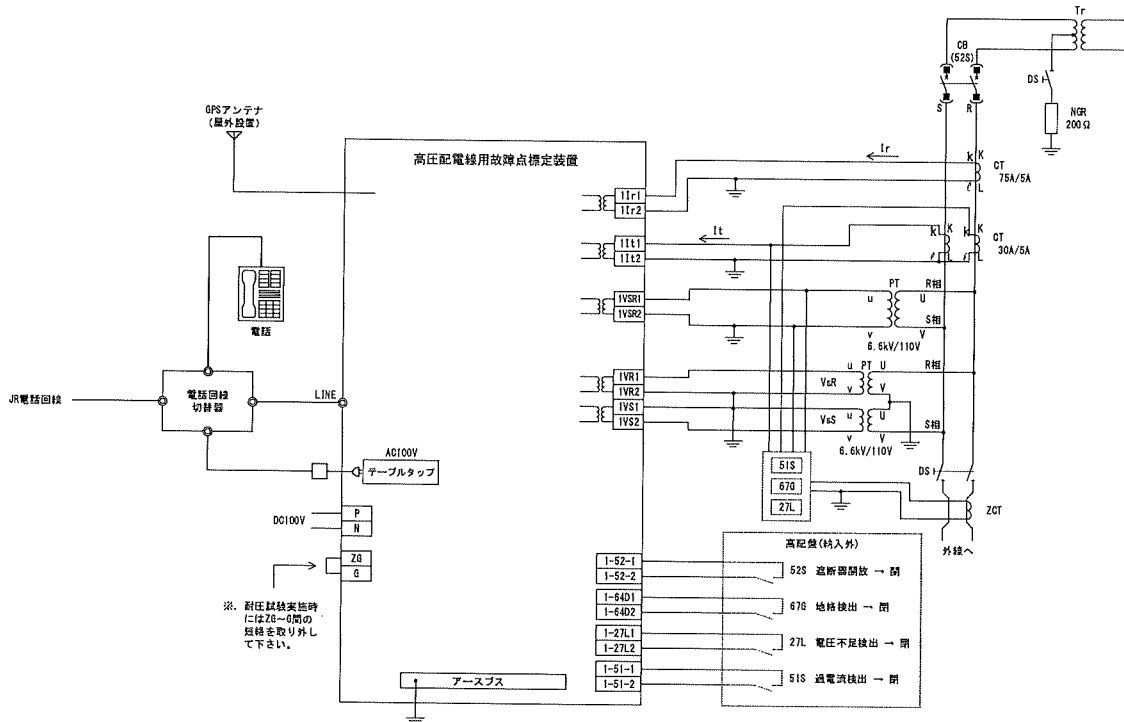 Tr
CB
(52S)
DS
S
R
NGR
200Ω
GPSアンテナ
(屋外設置)
高圧配電線用故障点標定装置
Ir
k
K
CT
75A/5A
ℓ
L
1Ir1
1Ir2
It
k
K
k
K
CT
30A/5A
ℓ
L
ℓ
L
1It1
1It2
電話
PT
R相
u
U
S相
v
V
6.6kV/110V
1VSR1
1VSR2
JR電話回線
電話回線
切替器
LINE
1VR1
1VR2
1VS1
1VS2
VsR
VsS
u
PT
U
R相
v
V
u
U
S相
v
V
6.6kV/110V
AC100V
テーブルタップ
51S
67G
27L
DS
ZCT
外線へ
DC100V
P
N
ZG
G
※. 耐圧試験実施時
にはZG~G間の
短絡を取り外し
て下さい。
高配盤(納入外)
1-52-1
1-52-2
52S 遮断器開放 → 閉
1-64D1
1-64D2
67G 地絡検出 → 閉
1-27L1
1-27L2
27L 電圧不足検出 → 閉
1-51-1
1-51-2
51S 過電流検出 → 閉
アースブス